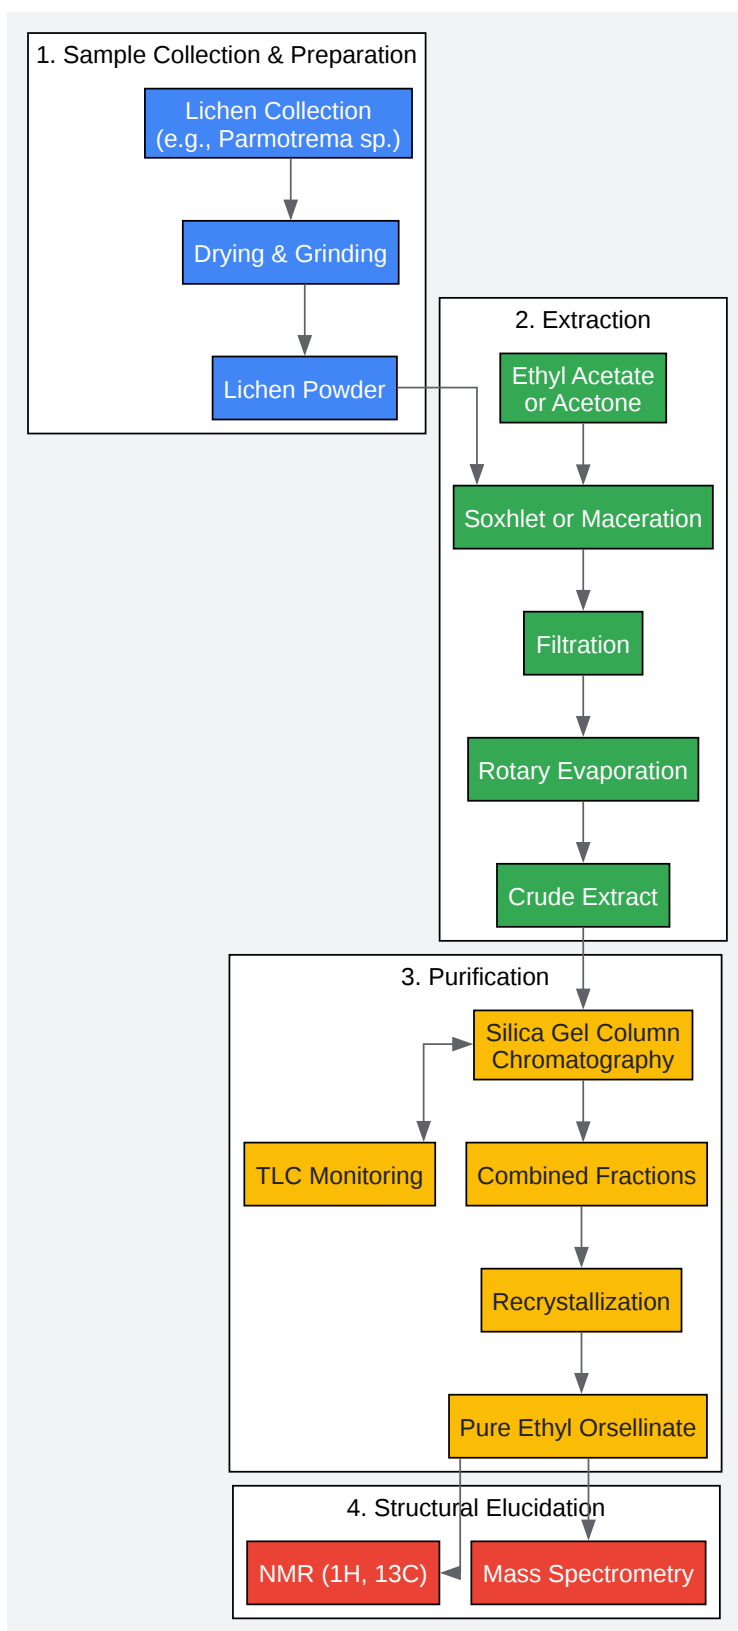 1. Sample Collection & Preparation
Lichen Collection
(e.g., Parmotrema sp.)
Drying & Grinding
Lichen Powder
2. Extraction
Ethyl Acetate
or Acetone
Soxhlet or Maceration
Filtration
Rotary Evaporation
Crude Extract
3. Purification
Silica Gel Column
Chromatography
TLC Monitoring
Combined Fractions
Recrystallization
Pure Ethyl Orsellinate
4. Structural Elucidation
NMR (1H, 13C)
Mass Spectrometry